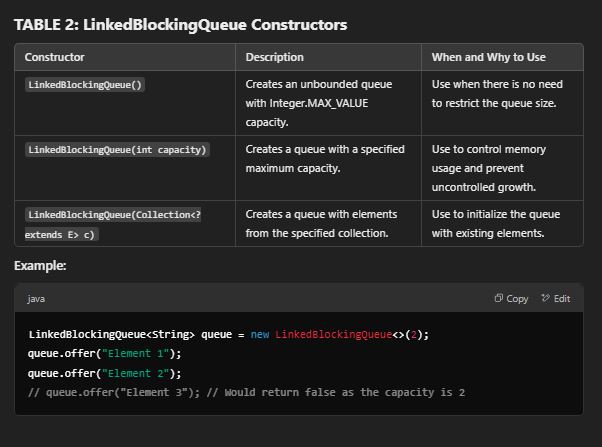 TABLE 2: LinkedBlockingQueue Constructors
Constructor Description When and Why to Use
LinkedBlockingQueue() Creates an unbounded queue Use when there is no need
with Integer.MAX_VALUE to restrict the queue size.
capacity.
LinkedBlockingQueue(int capacity) Creates a queue with a specified Use to control memory
maximum capacity. usage and prevent
uncontrolled growth.
LinkedBlockingQueue(Collection<? Creates a queue with elements Use to initialize the queue
extends E> c) from the specified collection. with existing elements.
Example:
java Copy Edit
LinkedBlockingQueue<String> queue = new LinkedBlockingQueue<>(2);
queue.offer("Element 1");
queue.offer("Element 2");
// queue.offer("Element 3"); // Would return false as the capacity is 2